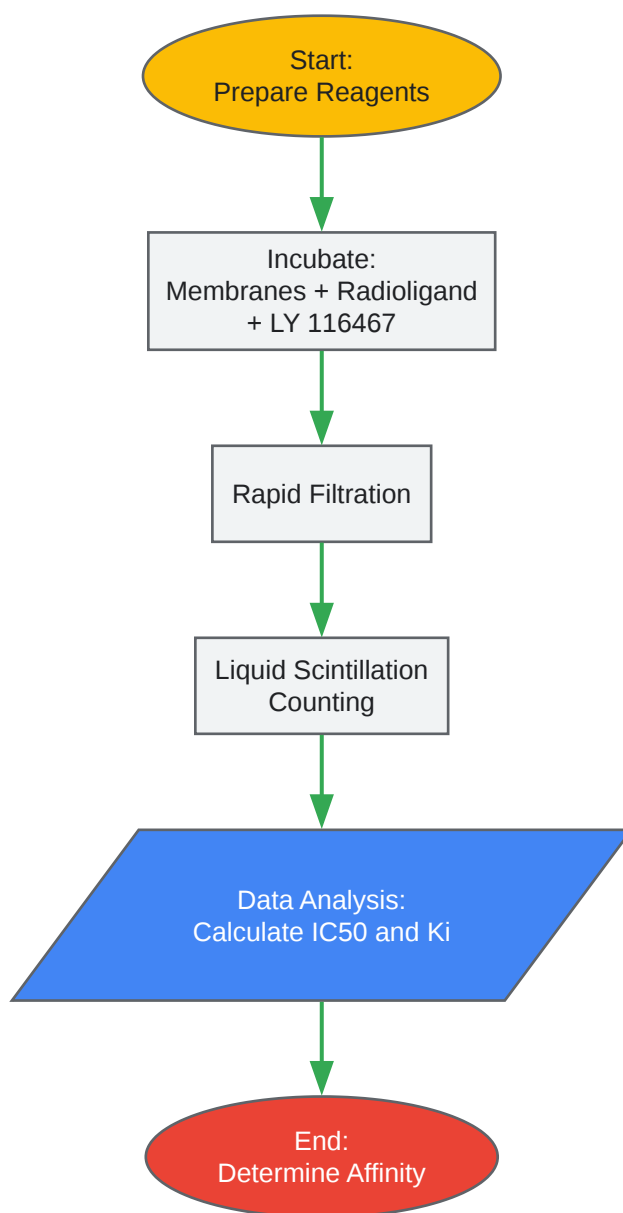 Start:
Prepare Reagents
Incubate:
Membranes + Radioligand
+ LY 116467
Rapid Filtration
Liquid Scintillation
Counting
Data Analysis:
Calculate IC50 and Ki
End:
Determine Affinity